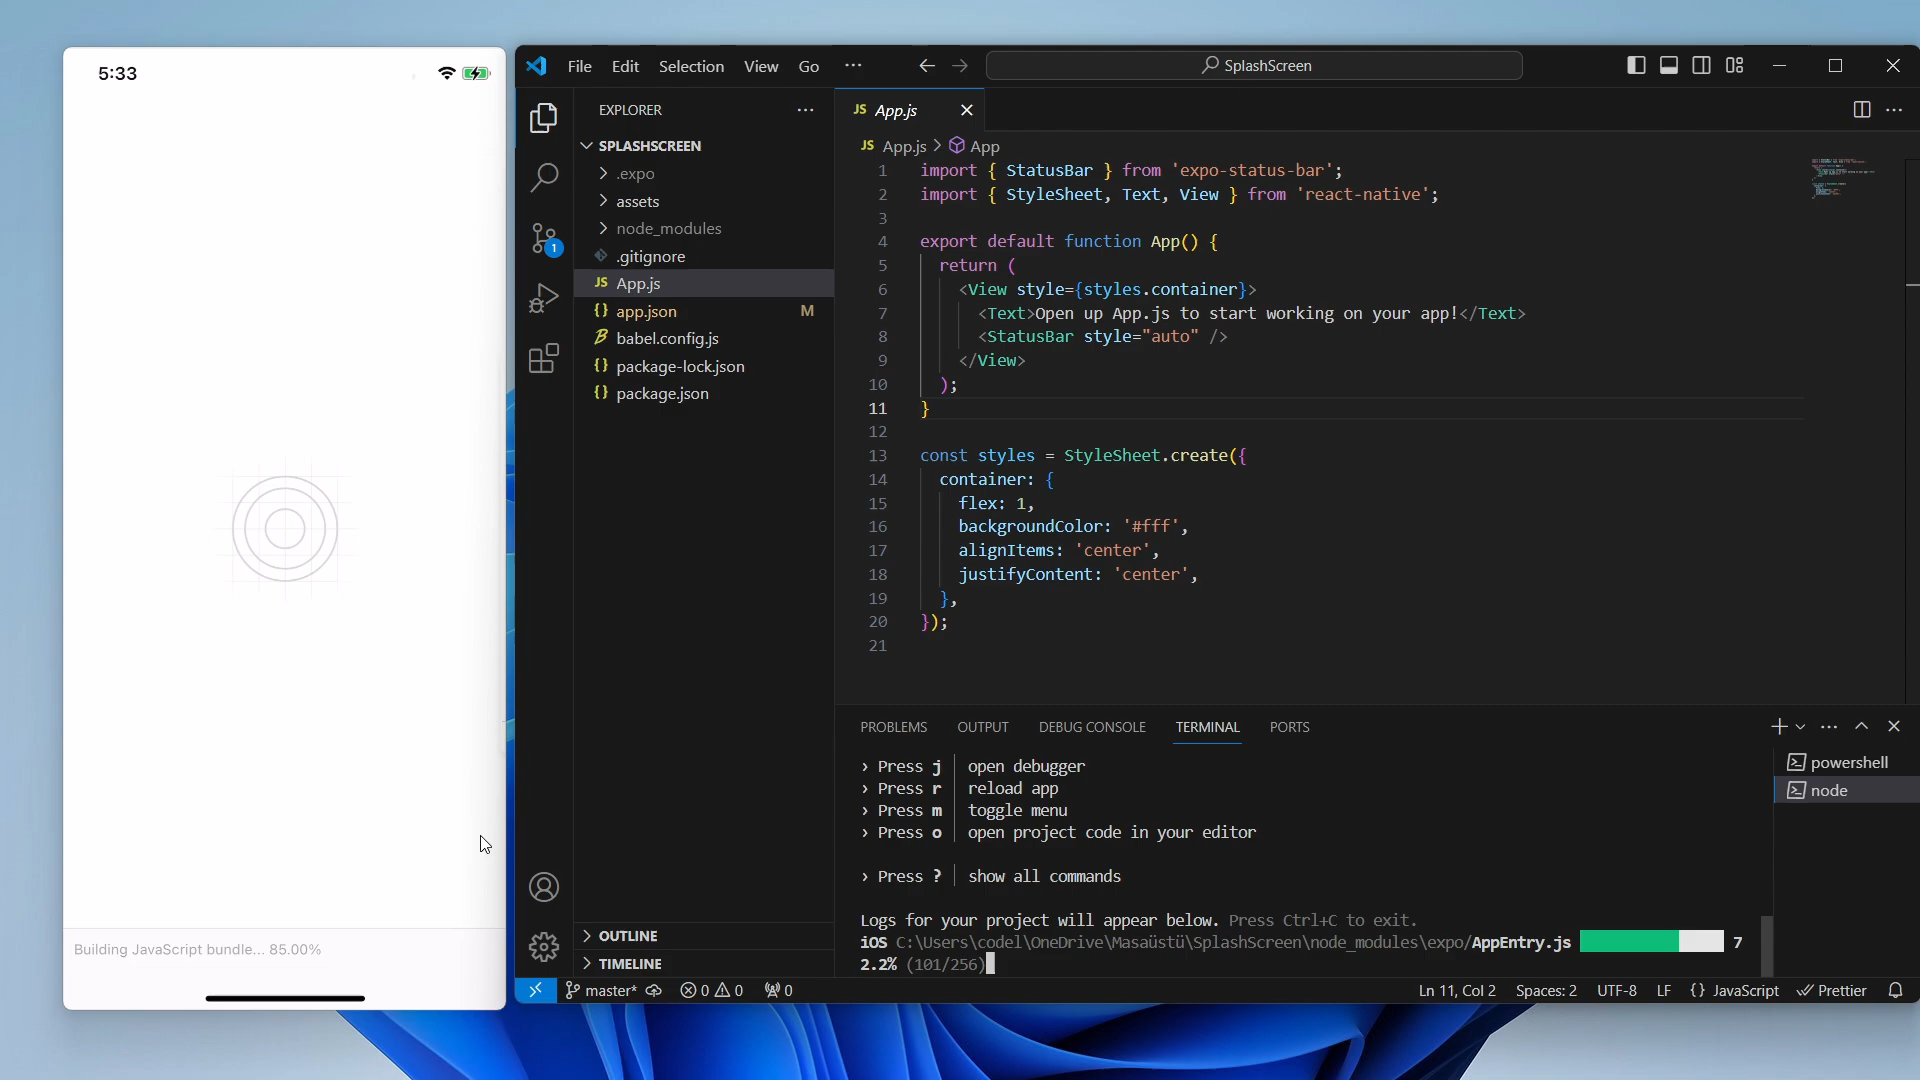 5:33
File Edit Selection View Go ···
SplashScreen
EXPLORER ···
SPLASHSCREEN
.expo
assets
node_modules
.gitignore
JS App.js
{} app.json M
babel.config.js
{} package-lock.json
{} package.json
OUTLINE
TIMELINE
1
JS App.js
JS App.js > App
1 import { StatusBar } from 'expo-status-bar';
2 import { StyleSheet, Text, View } from 'react-native';
3
4 export default function App() {
5 return (
6 <View style={styles.container}>
7 <Text>Open up App.js to start working on your app!</Text>
8 <StatusBar style="auto" />
9 </View>
10 );
11 }
12
13 const styles = StyleSheet.create({
14 container: {
15 flex: 1,
16 backgroundColor: '#fff',
17 alignItems: 'center',
18 justifyContent: 'center',
19 },
20 });
21
PROBLEMS OUTPUT DEBUG CONSOLE TERMINAL PORTS
› Press j │ open debugger
› Press r │ reload app
› Press m │ toggle menu
› Press o │ open project code in your editor
› Press ? │ show all commands
Logs for your project will appear below. Press Ctrl+C to exit.
iOS C:\Users\codel\OneDrive\Masaüstü\SplashScreen\node_modules\expo/AppEntry.js 7
2.2% (101/256)
powershell
node
Building JavaScript bundle... 85.00%
master* 0 0 0
Ln 11, Col 2 Spaces: 2 UTF-8 LF {} JavaScript Prettier